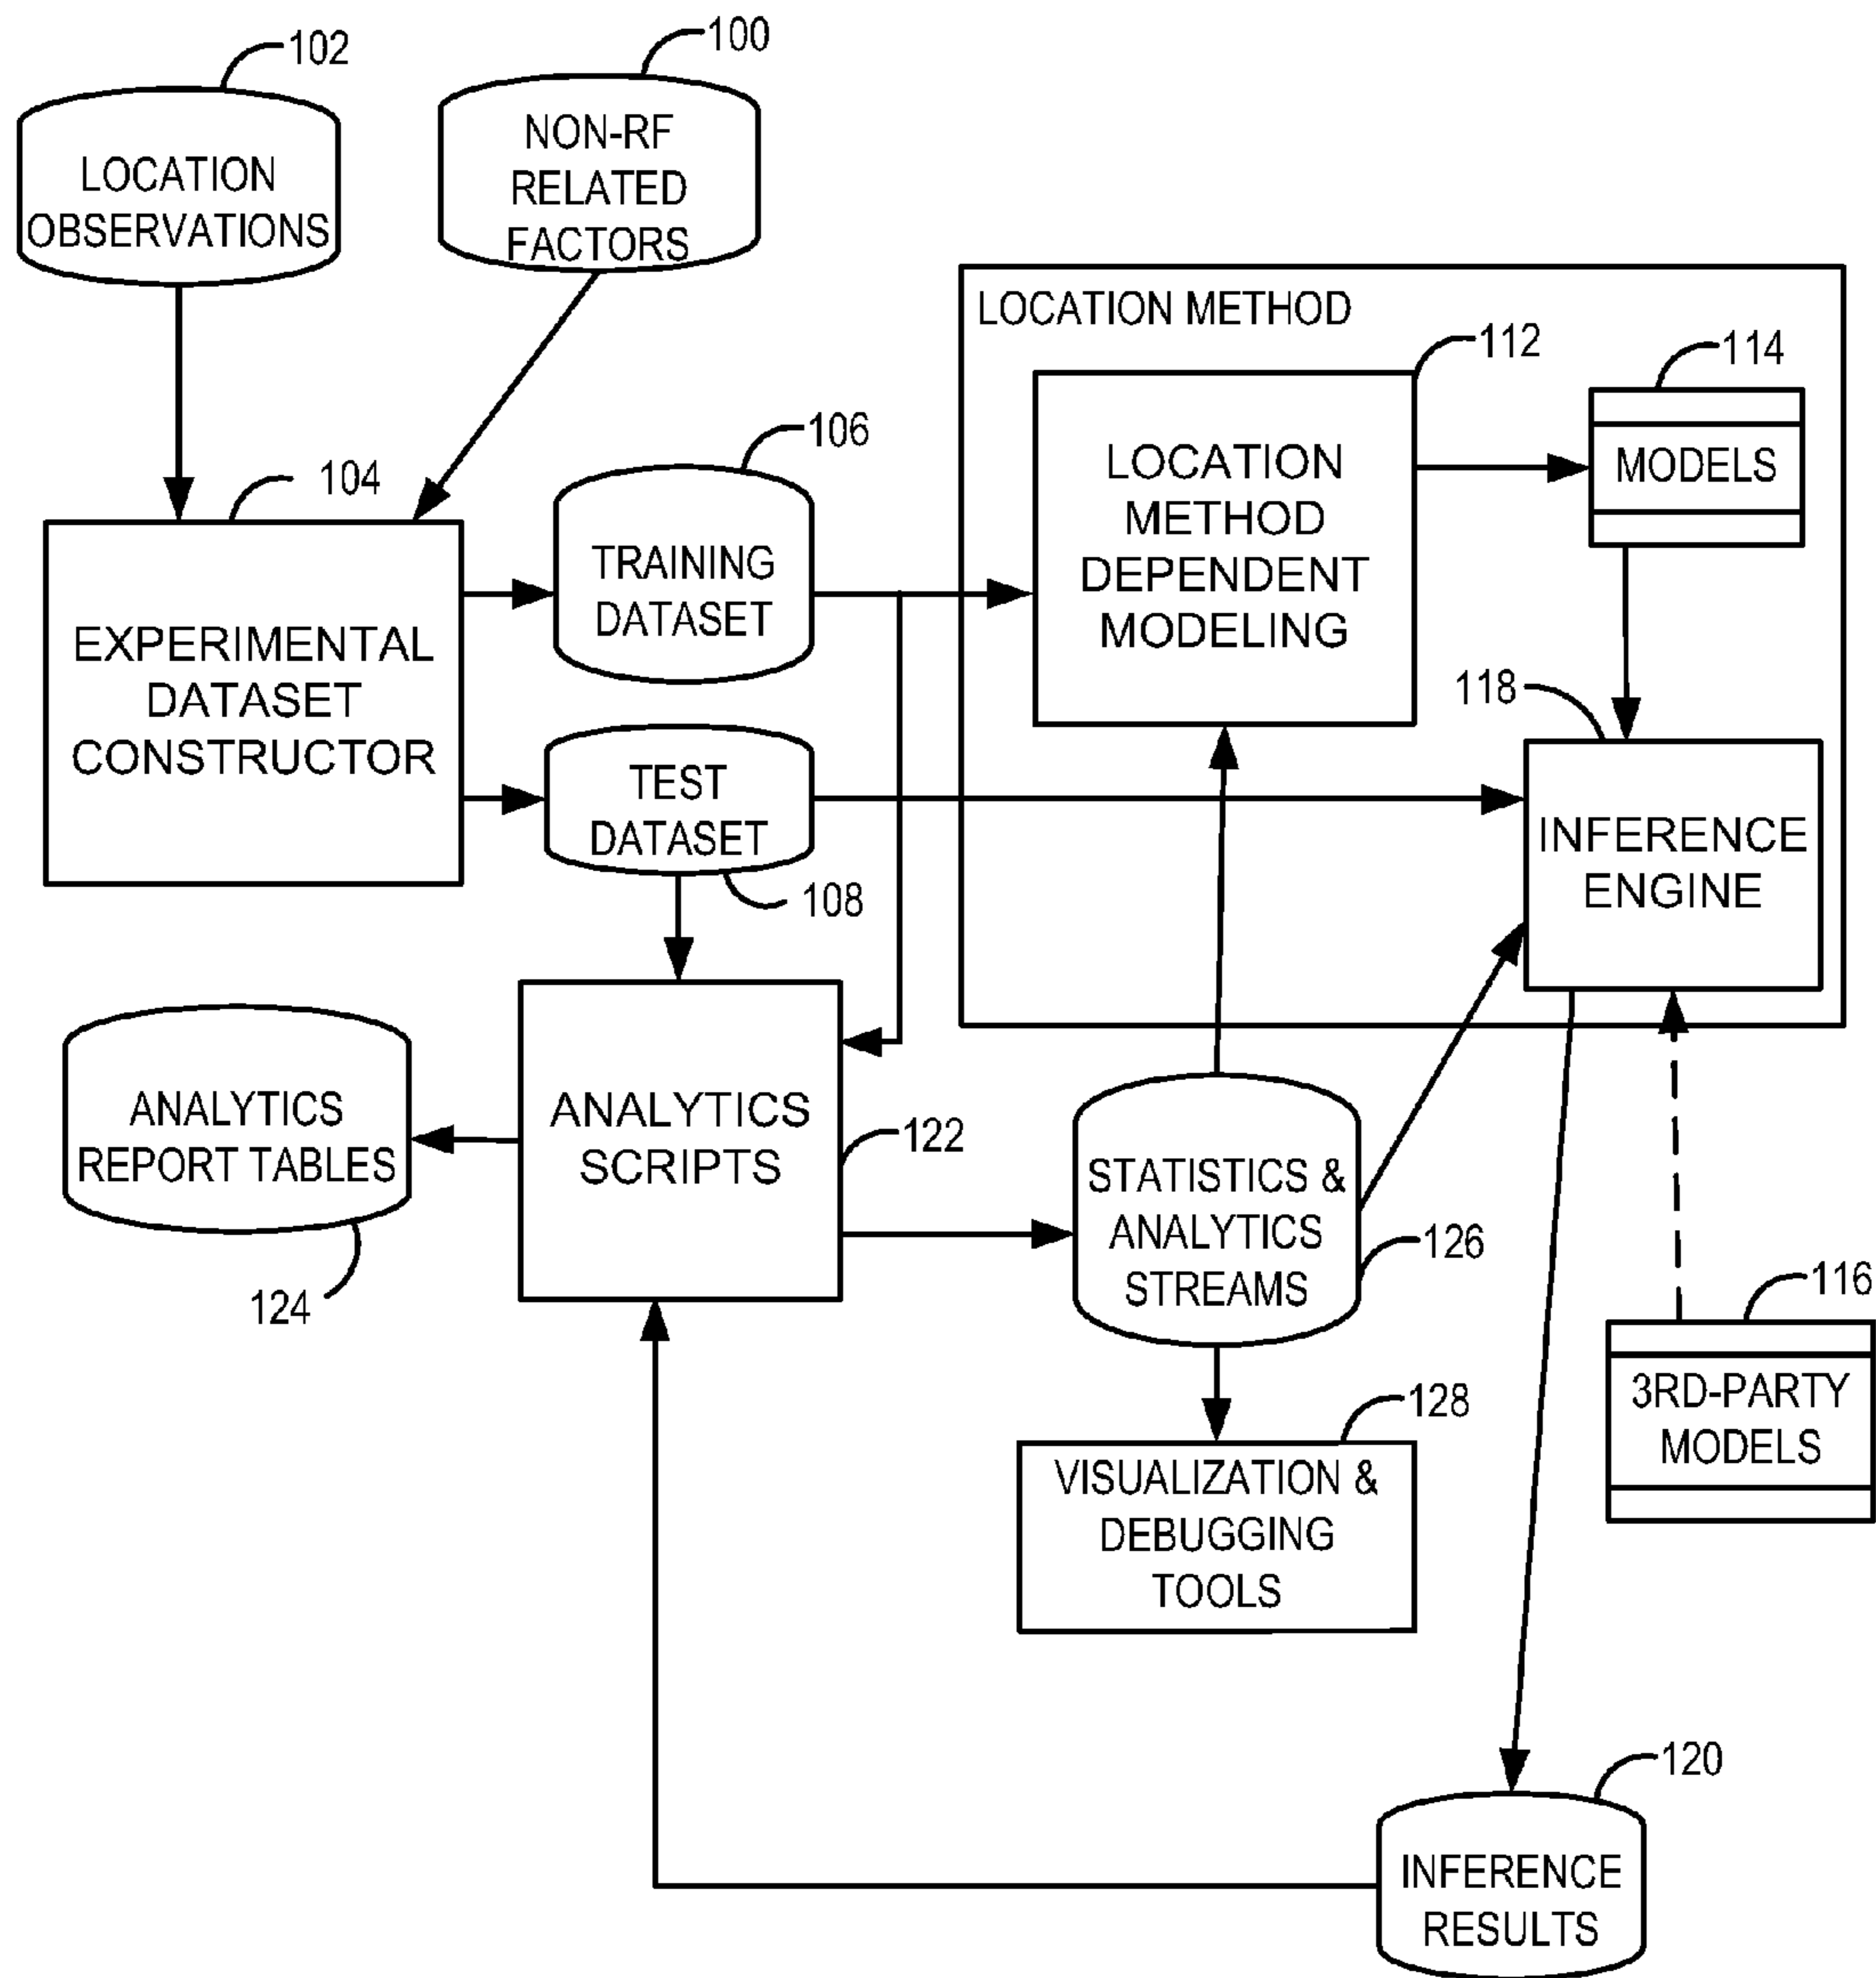 102
100
LOCATION
OBSERVATIONS
NON-RF
RELATED
FACTORS
LOCATION METHOD
112
114
LOCATION
METHOD
DEPENDENT
MODELING
MODELS
104
106
EXPERIMENTAL
DATASET
CONSTRUCTOR
TRAINING
DATASET
TEST
DATASET
108
118
INFERENCE
ENGINE
ANALYTICS
REPORT TABLES
124
ANALYTICS
SCRIPTS
122
STATISTICS &
ANALYTICS
STREAMS
126
116
3RD-PARTY
MODELS
128
VISUALIZATION &
DEBUGGING
TOOLS
120
INFERENCE
RESULTS